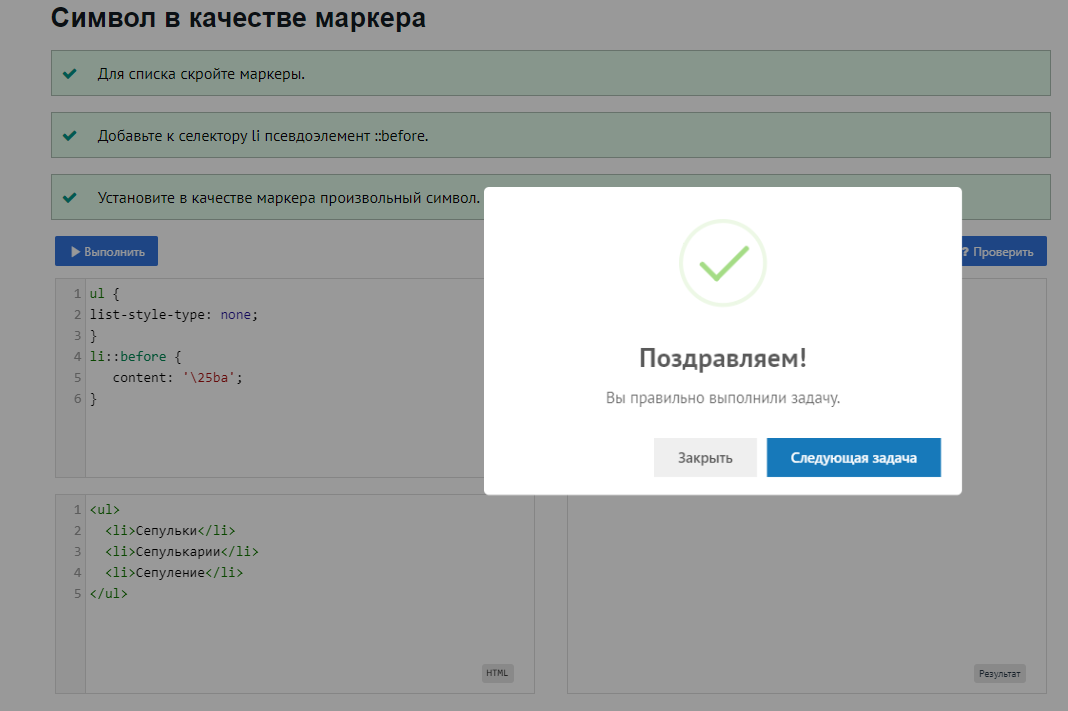 Символ в качестве маркера
Для списка скройте маркеры.
Добавьте к селектору li псевдоэлемент ::before.
Установите в качестве маркера произвольный символ.
Выполнить
? Проверить
1 ul {
2 list-style-type: none;
3 }
4 li::before {
5 content: '\25ba';
6 }
Поздравляем!
Вы правильно выполнили задачу.
Закрыть
Следующая задача
1 <ul>
2 <li>Сепульки</li>
3 <li>Сепулькарии</li>
4 <li>Сепуление</li>
5 </ul>
HTML
Результат